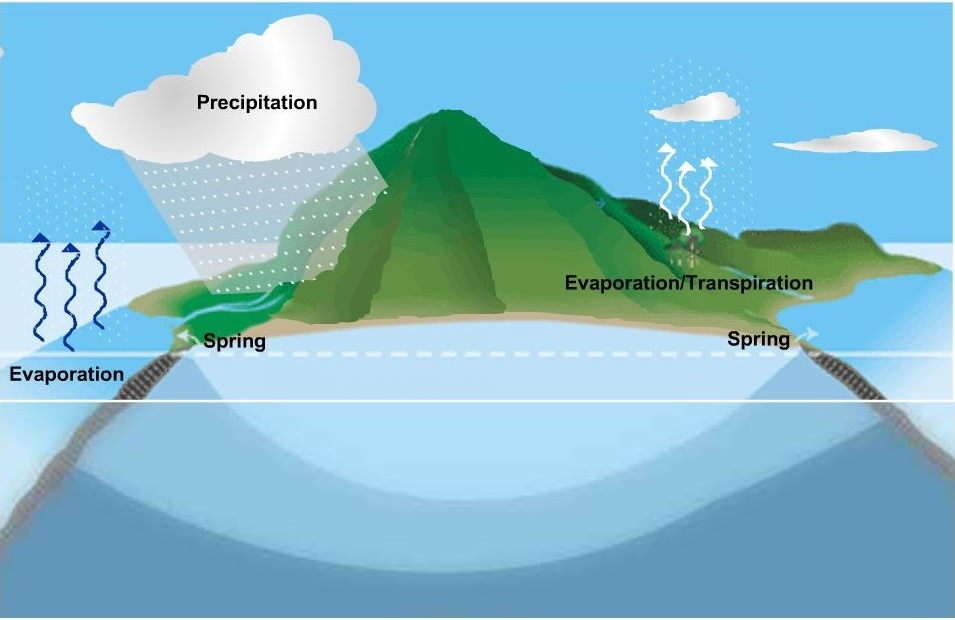 Precipitation
Evaporation/Transpiration
Spring
Spring
Evaporation